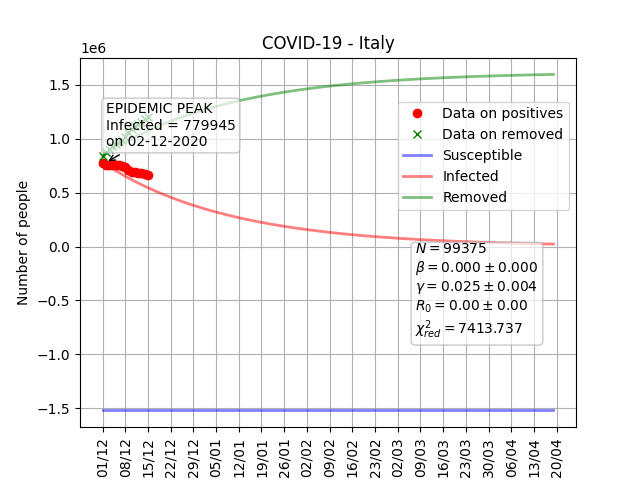 COVID-19 - Italy
1e6
1.5
1.0
0.5
0.0
−0.5
−1.0
−1.5
Number of people
EPIDEMIC PEAK
Infected = 779945
on 02-12-2020
Data on positives
Data on removed
Susceptible
Infected
Removed
N = 99375
β = 0.000 ± 0.000
γ = 0.025 ± 0.004
R₀ = 0.00 ± 0.00
χ²red = 7413.737
01/12
08/12
15/12
22/12
29/12
05/01
12/01
19/01
26/01
02/02
09/02
16/02
23/02
02/03
09/03
16/03
23/03
30/03
06/04
13/04
20/04